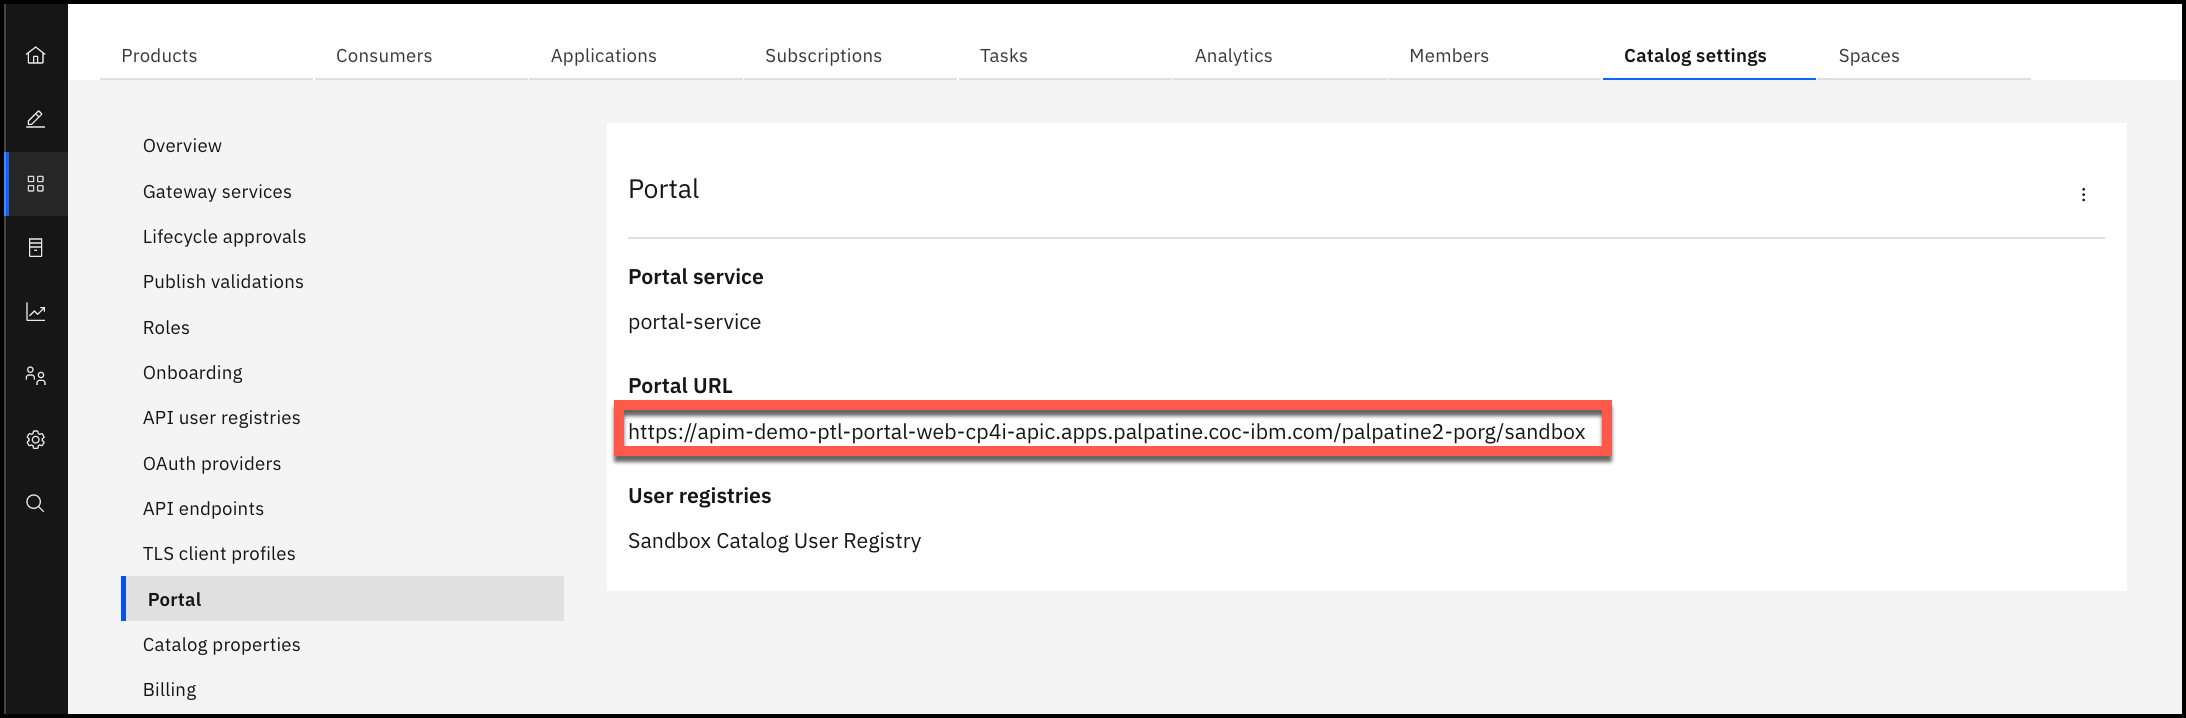 Products Consumers Applications Subscriptions Tasks Analytics Members Catalog settings Spaces
Overview
Gateway services
Lifecycle approvals
Publish validations
Roles
Onboarding
API user registries
OAuth providers
API endpoints
TLS client profiles
Portal
Catalog properties
Billing
Portal
Portal service
portal-service
Portal URL
https://apim-demo-ptl-portal-web-cp4i-apic.apps.palpatine.coc-ibm.com/palpatine2-porg/sandbox
User registries
Sandbox Catalog User Registry